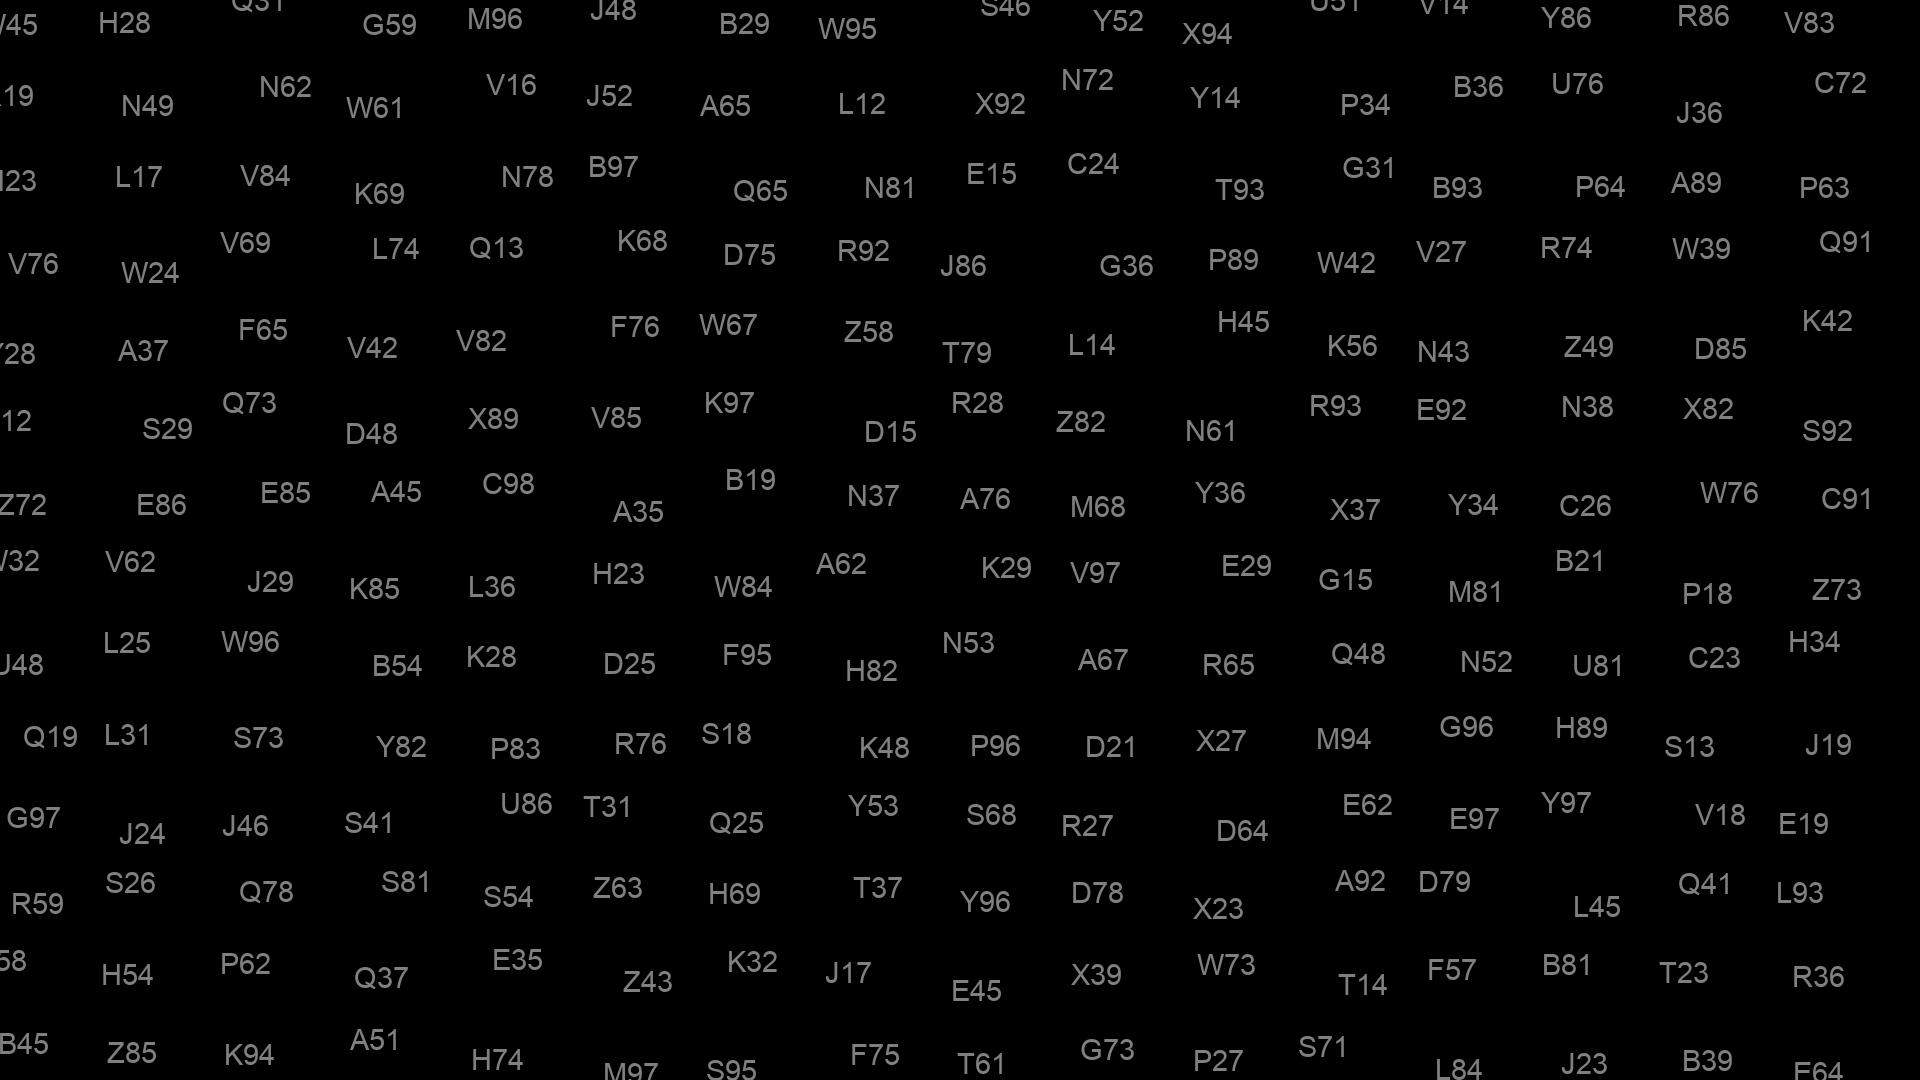 H28 Q31 G59 M96 J48 B29 W95 S46 Y52 X94 U51 V14 Y86 R86 V83
N49 N62 W61 V16 J52 A65 L12 X92 N72 Y14 P34 B36 U76 J36 C72
L17 V84 K69 N78 B97 Q65 N81 E15 C24 T93 G31 B93 P64 A89 P63
V76 W24 V69 L74 Q13 K68 D75 R92 J86 G36 P89 W42 V27 R74 W39 Q91
A37 F65 V42 V82 F76 W67 Z58 T79 L14 H45 K56 N43 Z49 D85 K42
S29 Q73 D48 X89 V85 K97 D15 R28 Z82 N61 R93 E92 N38 X82 S92
Z72 E86 E85 A45 C98 A35 B19 N37 A76 M68 Y36 X37 Y34 C26 W76 C91
V62 J29 K85 L36 H23 W84 A62 K29 V97 E29 G15 M81 B21 P18 Z73
U48 L25 W96 B54 K28 D25 F95 H82 N53 A67 R65 Q48 N52 U81 C23 H34
Q19 L31 S73 Y82 P83 R76 S18 K48 P96 D21 X27 M94 G96 H89 S13 J19
G97 J24 J46 S41 U86 T31 Q25 Y53 S68 R27 D64 E62 E97 Y97 V18 E19
R59 S26 Q78 S81 S54 Z63 H69 T37 Y96 D78 X23 A92 D79 L45 Q41 L93
H54 P62 Q37 E35 Z43 K32 J17 E45 X39 W73 T14 F57 B81 T23 R36
B45 Z85 K94 A51 H74 M97 S95 F75 T61 G73 P27 S71 L84 J23 B39